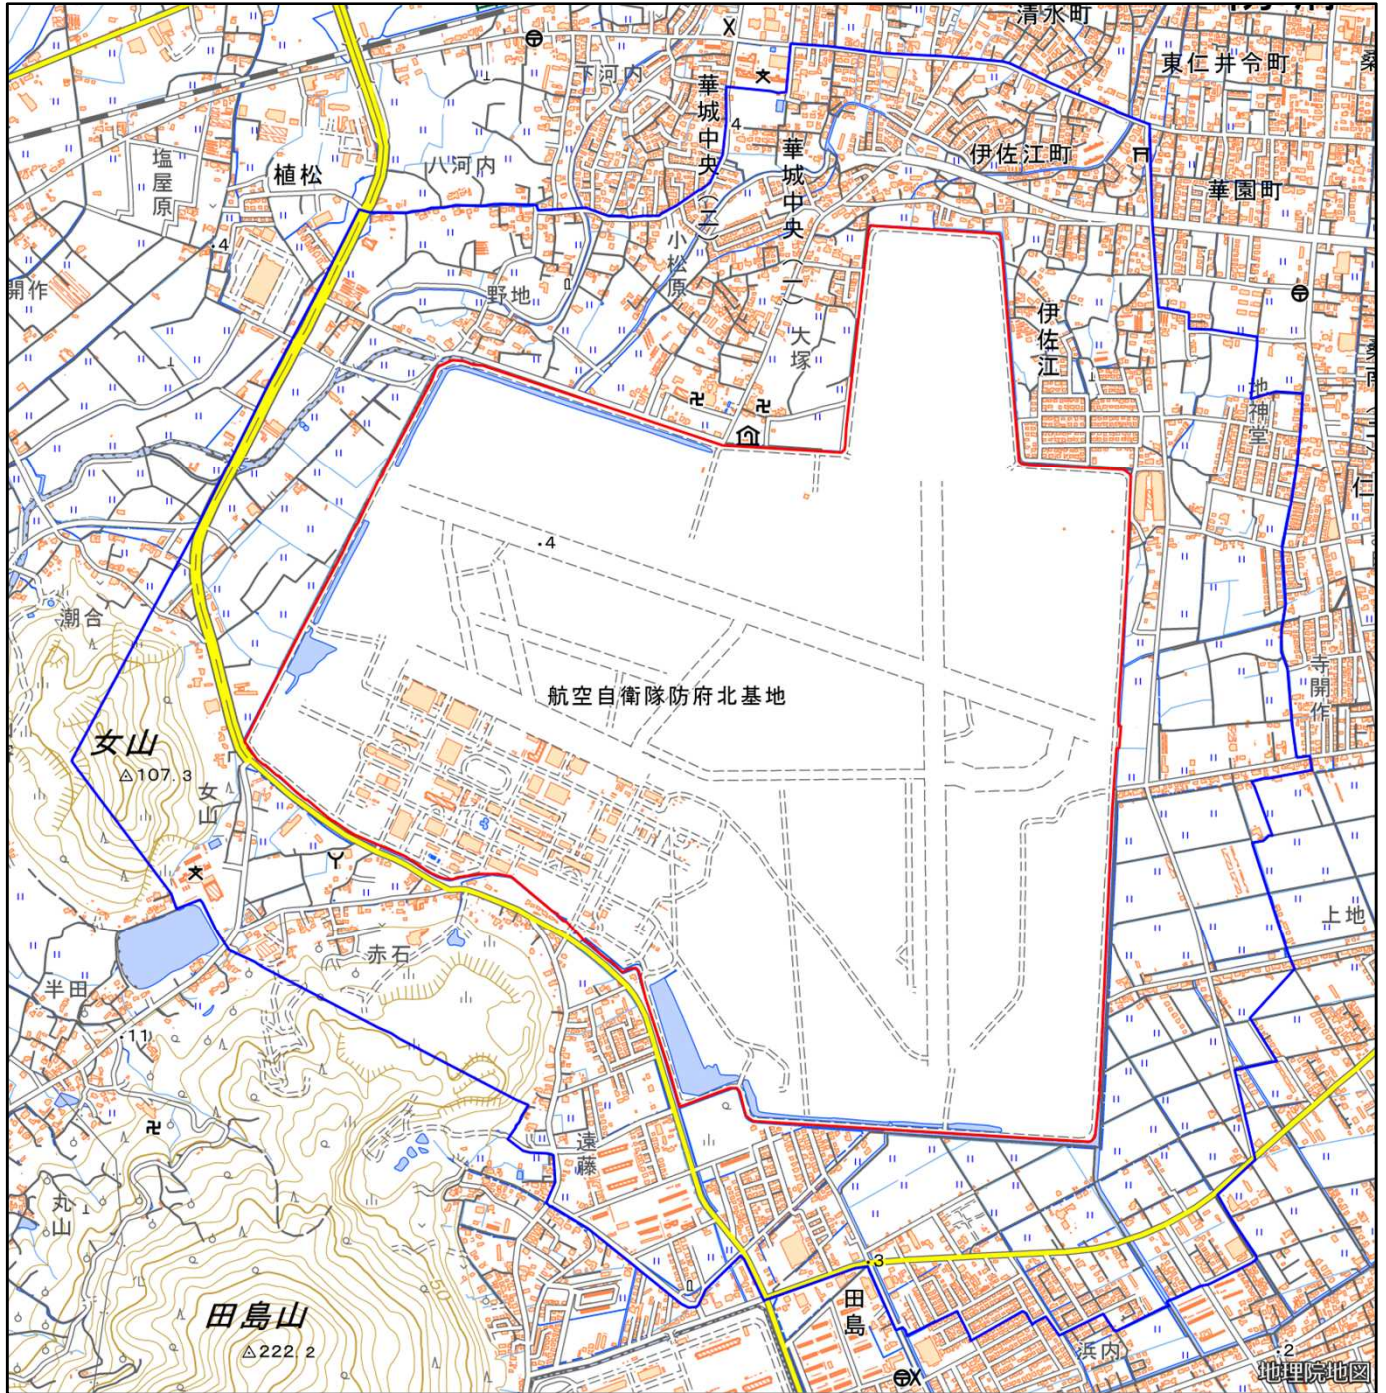 清水町
東仁井令町
下河内
華城中央(二)
4
華城中央(一)
伊佐江町
塩屋原
植松
八河内
華園町
4
小松原
開作
野地
大塚
伊佐江
地神堂
仁
4
潮合
寺開作
航空自衛隊防府北基地
女山
107.3
女山
上地
赤石
半田
11
遠藤
丸山
3
田島
田島山
222.2
50
浜内
2
地理院地図